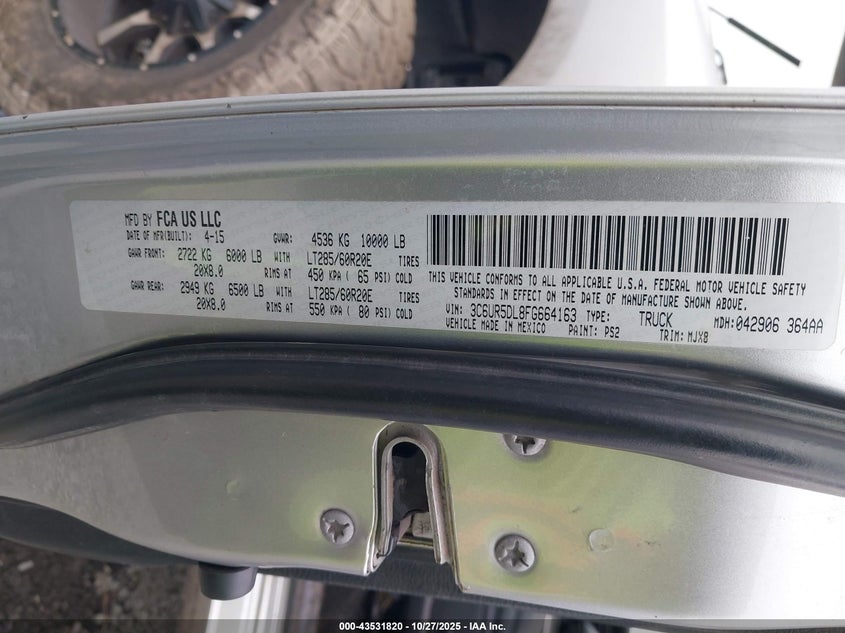 MFD BY FCA US LLC
DATE OF MFR(BUILT): 4-15 GVWR: 4536 KG 10000 LB
GAWR FRONT: 2722 KG 6000 LB WITH LT285/60R20E TIRES
20X8.0 RIMS AT 450 KPA ( 65 PSI) COLD
GAWR REAR: 2949 KG 6500 LB WITH LT285/60R20E TIRES
20X8.0 RIMS AT 550 KPA ( 80 PSI) COLD
THIS VEHICLE CONFORMS TO ALL APPLICABLE U.S.A. FEDERAL MOTOR VEHICLE SAFETY
STANDARDS IN EFFECT ON THE DATE OF MANUFACTURE SHOWN ABOVE.
VIN: 3C6UR5DL8FG664163 TYPE: TRUCK MDH:042906 364AA
VEHICLE MADE IN MEXICO PAINT: PS2 TRIM: MJX8
000-43531820 | 10/27/2025 - IAA Inc.